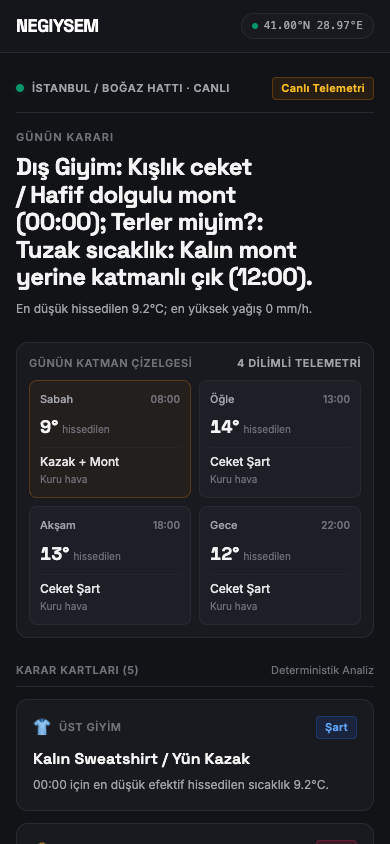 NEGIYSEM
41.00°N 28.97°E
İSTANBUL / BOĞAZ HATTI · CANLI
Canlı Telemetri
GÜNÜN KARARI
Dış Giyim: Kışlık ceket
/ Hafif dolgulu mont
(00:00); Terler miyim?:
Tuzak sıcaklık: Kalın mont
yerine katmanlı çık (12:00).
En düşük hissedilen 9.2°C; en yüksek yağış 0 mm/h.
GÜNÜN KATMAN ÇİZELGESİ
4 DİLİMLİ TELEMETRİ
Sabah
08:00
9° hissedilen
Kazak + Mont
Kuru hava
Öğle
13:00
14° hissedilen
Ceket Şart
Kuru hava
Akşam
18:00
13° hissedilen
Ceket Şart
Kuru hava
Gece
22:00
12° hissedilen
Ceket Şart
Kuru hava
KARAR KARTLARI (5)
Deterministik Analiz
ÜST GİYİM
Şart
Kalın Sweatshirt / Yün Kazak
00:00 için en düşük efektif hissedilen sıcaklık 9.2°C.